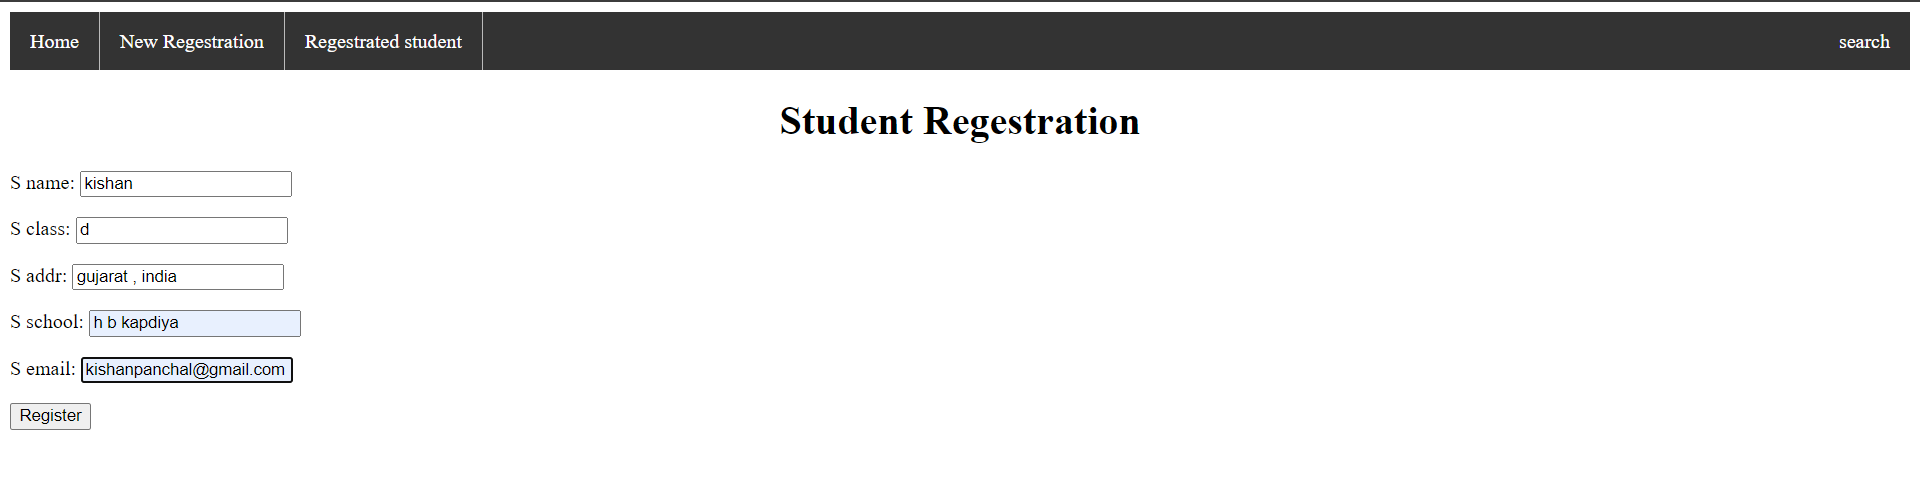 Home New Regestration Regestrated student search
Student Regestration
S name: kishan
S class: d
S addr: gujarat , india
S school: h b kapdiya
S email: kishanpanchal@gmail.com
Register